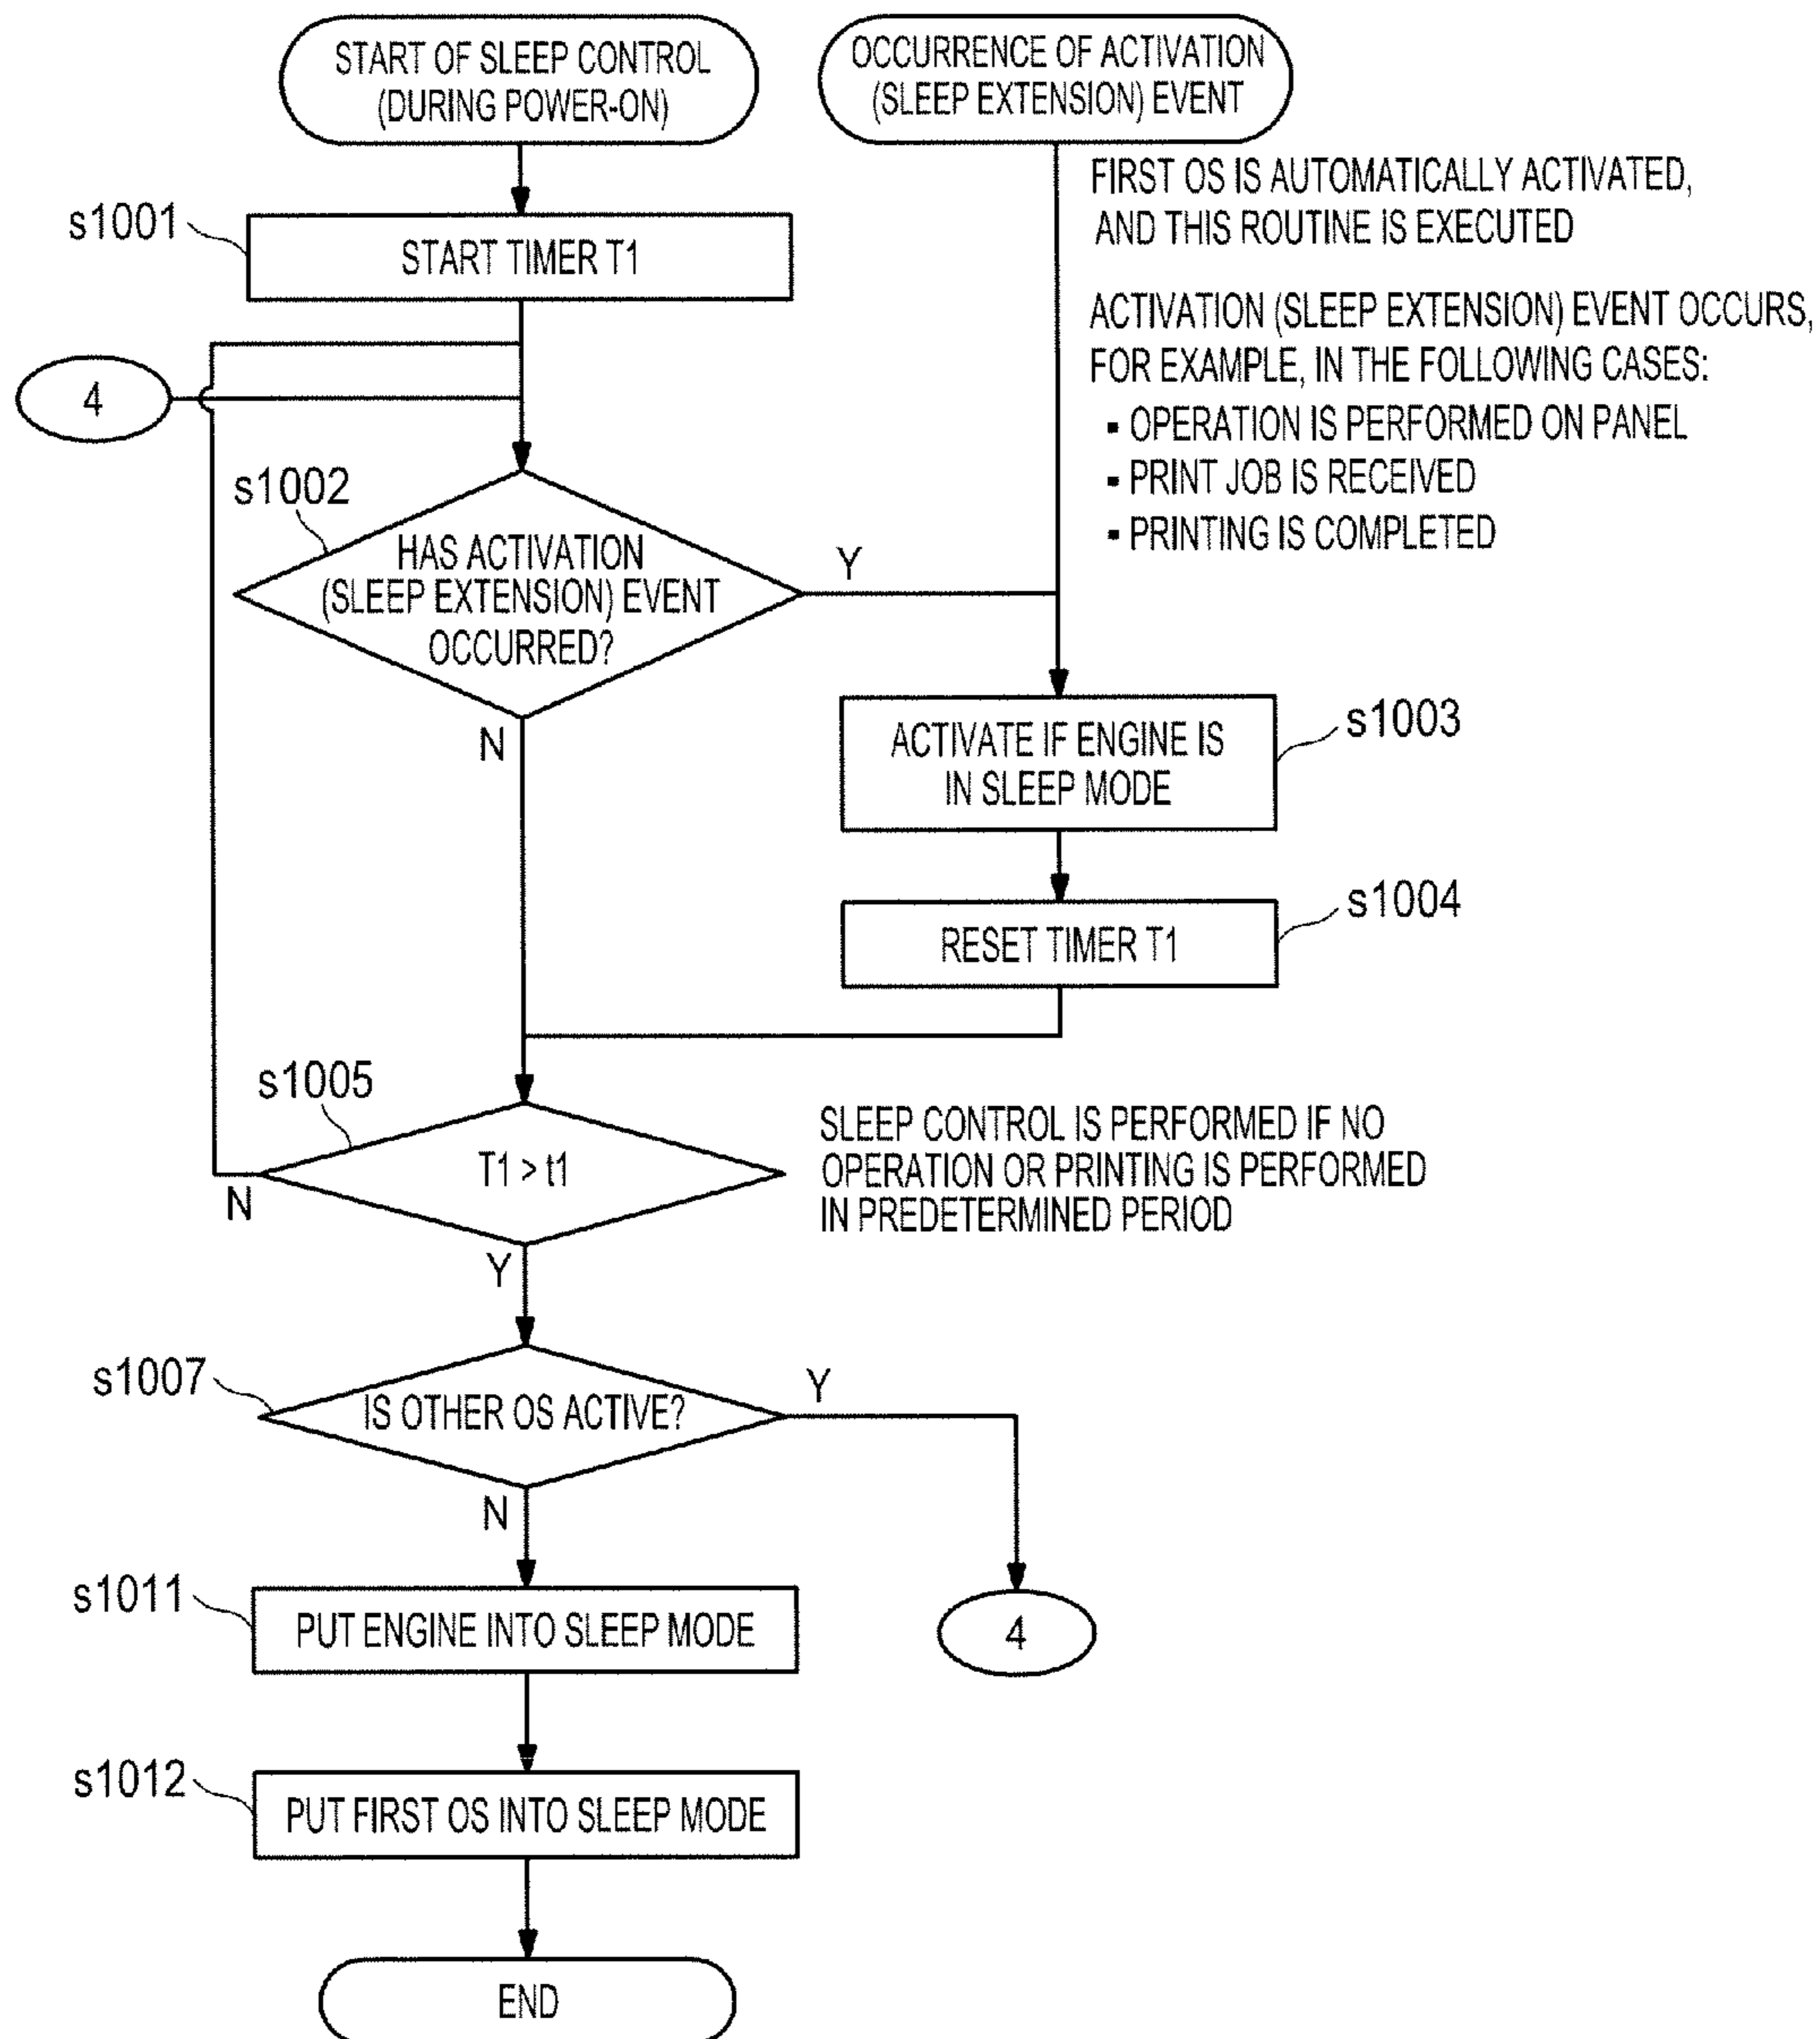 START OF SLEEP CONTROL
(DURING POWER-ON)
OCCURRENCE OF ACTIVATION
(SLEEP EXTENSION) EVENT
FIRST OS IS AUTOMATICALLY ACTIVATED,
AND THIS ROUTINE IS EXECUTED
s1001
START TIMER T1
ACTIVATION (SLEEP EXTENSION) EVENT OCCURS,
FOR EXAMPLE, IN THE FOLLOWING CASES:
▪ OPERATION IS PERFORMED ON PANEL
▪ PRINT JOB IS RECEIVED
▪ PRINTING IS COMPLETED
4
s1002
HAS ACTIVATION
(SLEEP EXTENSION) EVENT
OCCURRED?
Y
N
ACTIVATE IF ENGINE IS
IN SLEEP MODE
s1003
RESET TIMER T1
s1004
s1005
T1 > t1
N
Y
SLEEP CONTROL IS PERFORMED IF NO
OPERATION OR PRINTING IS PERFORMED
IN PREDETERMINED PERIOD
s1007
IS OTHER OS ACTIVE?
Y
N
4
s1011
PUT ENGINE INTO SLEEP MODE
s1012
PUT FIRST OS INTO SLEEP MODE
END